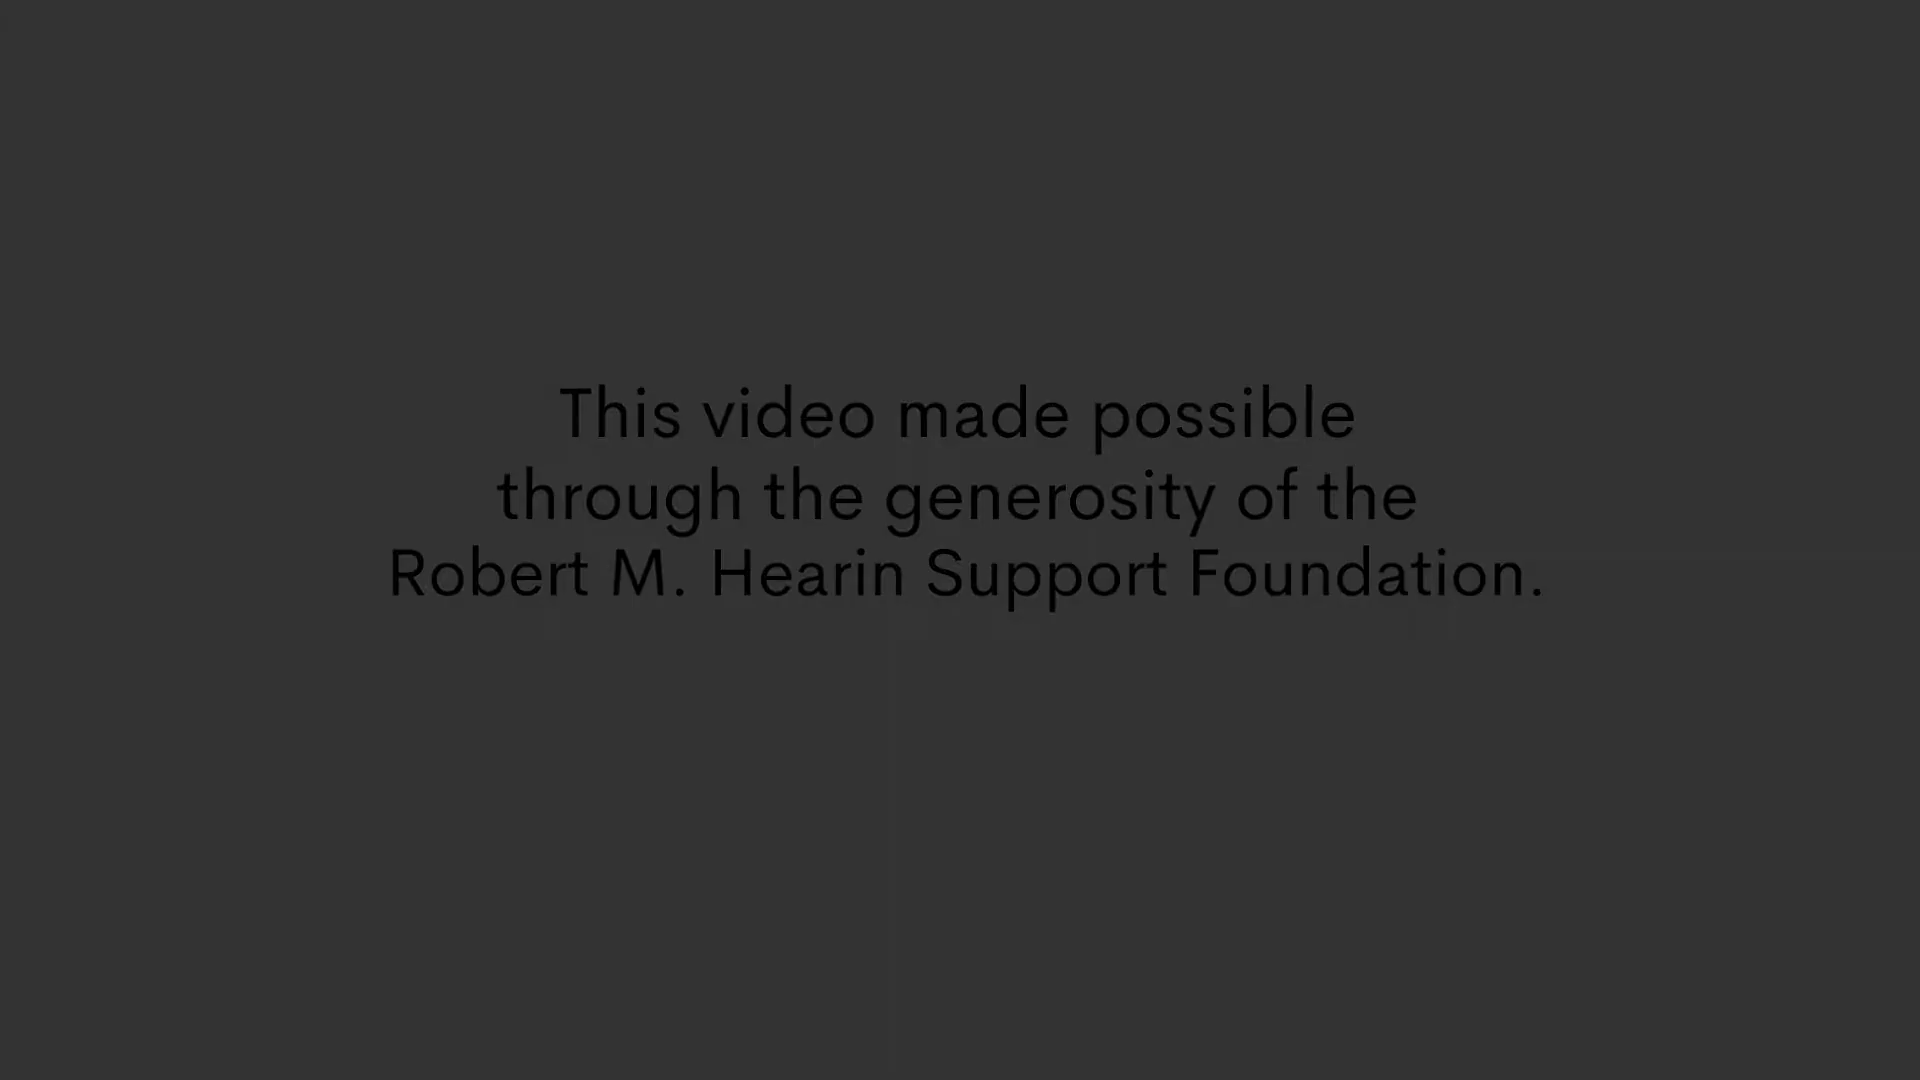 This video made possible
through the generosity of the
Robert M. Hearin Support Foundation.